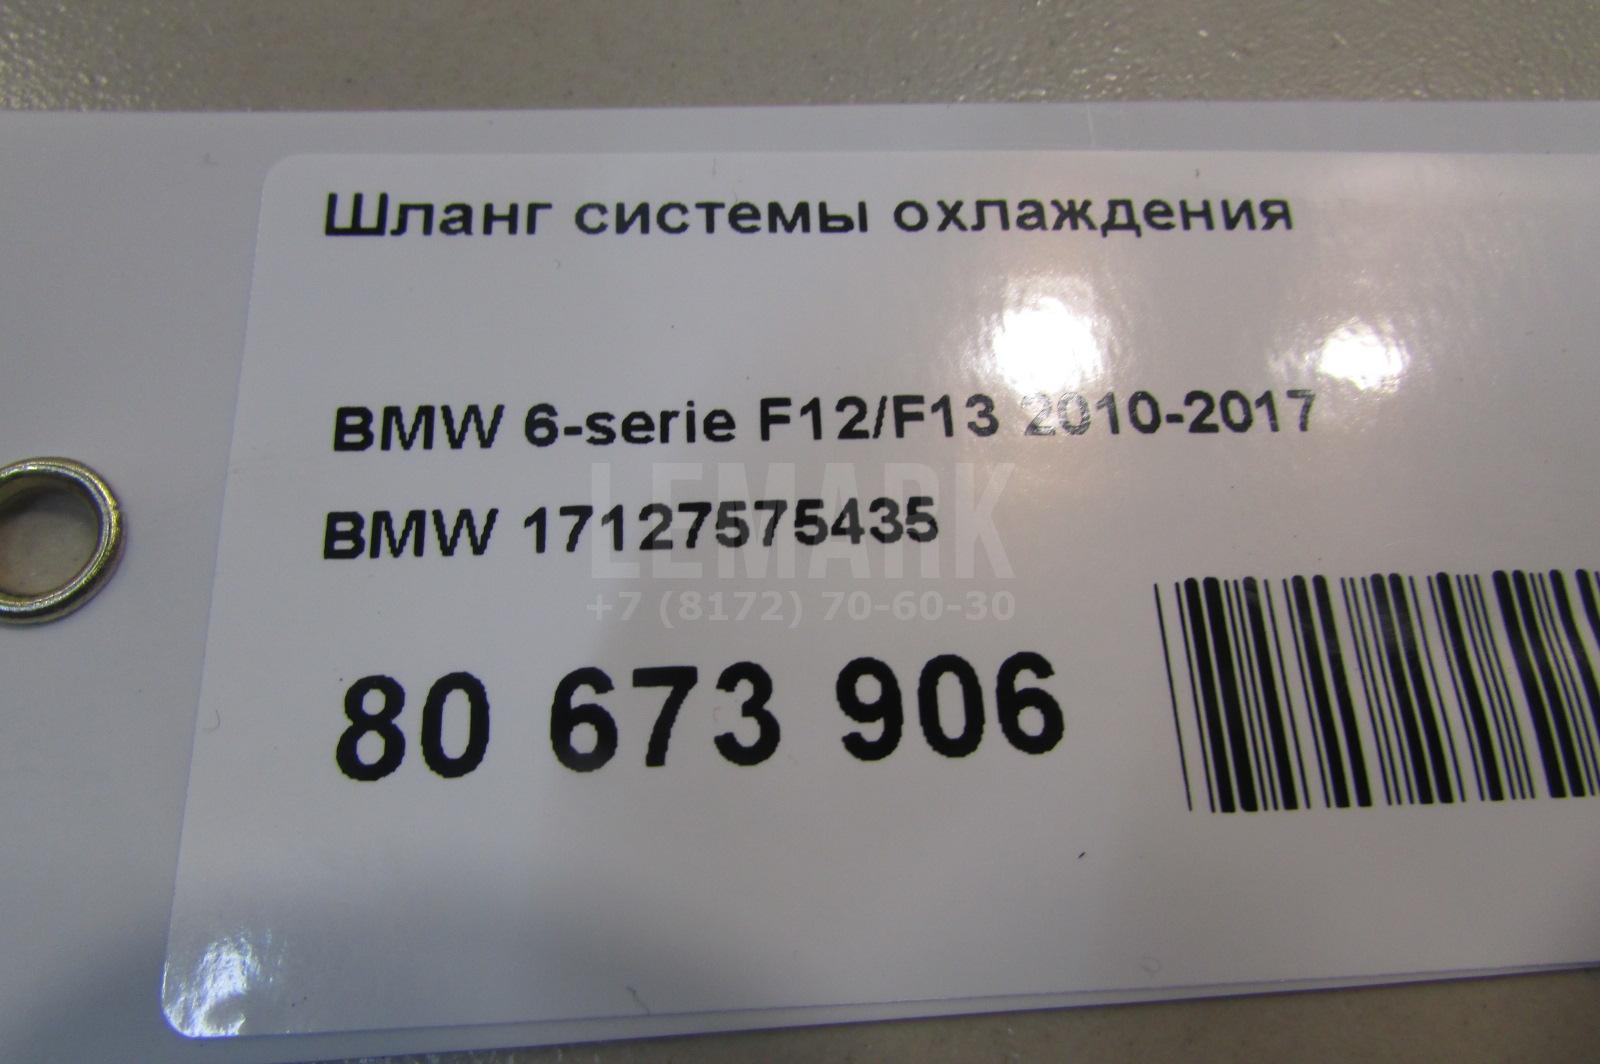 Шланг системы охлаждения
BMW 6-serie F12/F13 2010-2017
BMW 17127575435
LEMARK
+7 (8172) 70-60-30
80 673 906